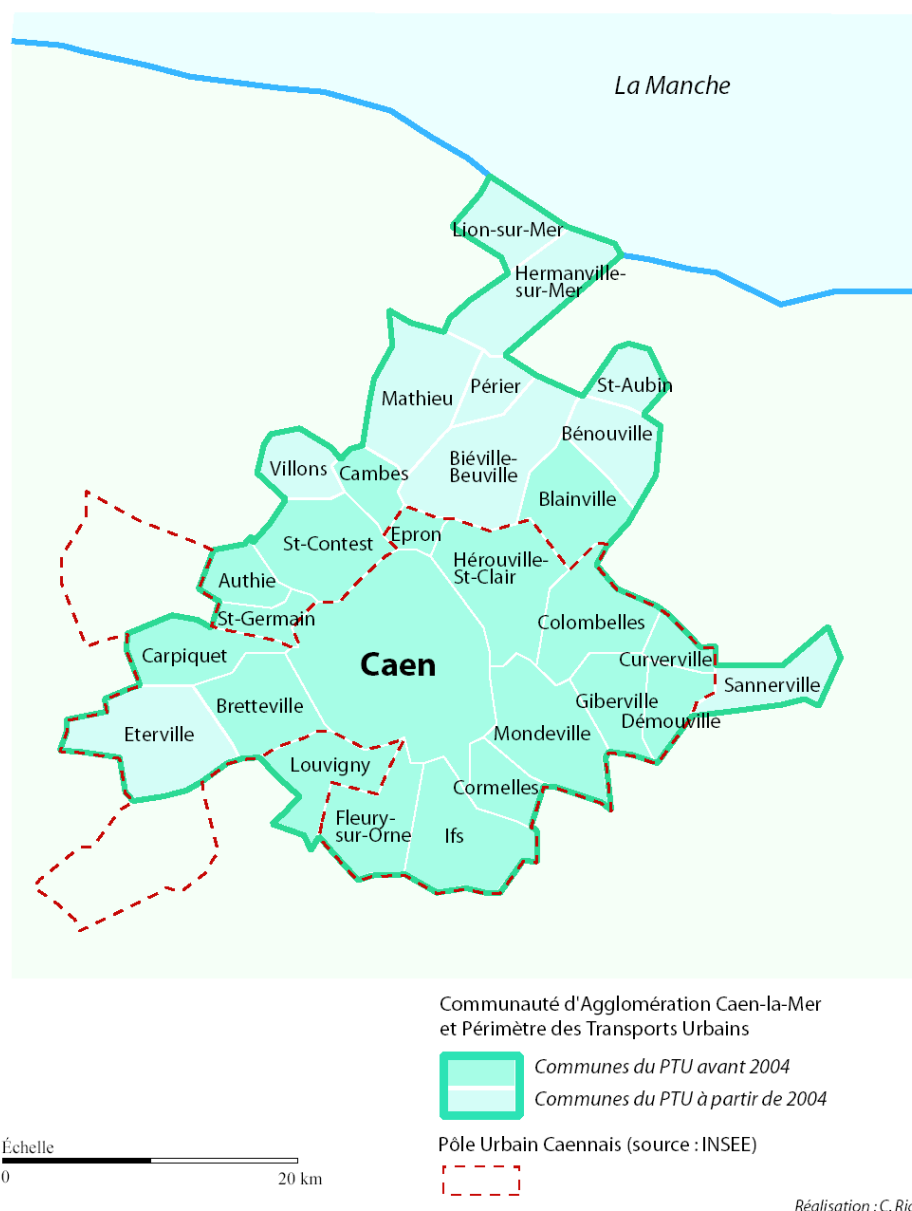 La Manche
Lion-sur-Mer
Hermanville-
sur-Mer
St-Aubin
Périer
Mathieu
Bénouville
Biéville-
Beuville
Villons
Cambes
Blainville
Epron
St-Contest
Hérouville-
St-Clair
Authie
St-Germain
Colombelles
Carpiquet
Caen
Curverville
Sannerville
Giberville
Bretteville
Démouville
Eterville
Mondeville
Louvigny
Cormelles
Fleury-
sur-Orne
Ifs
Communauté d'Agglomération Caen-la-Mer
et Périmètre des Transports Urbains
Communes du PTU avant 2004
Communes du PTU à partir de 2004
Pôle Urbain Caennais (source : INSEE)
Échelle
0 20 km
Réalisation : C. Ric